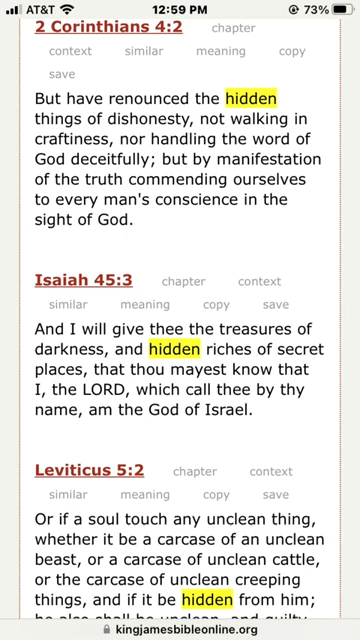 AT&T 12:59 PM 73%
2 Corinthians 4:2 chapter
context similar meaning copy
save
But have renounced the hidden
things of dishonesty, not walking in
craftiness, nor handling the word of
God deceitfully; but by manifestation
of the truth commending ourselves
to every man's conscience in the
sight of God.
Isaiah 45:3 chapter context
similar meaning copy save
And I will give thee the treasures of
darkness, and hidden riches of secret
places, that thou mayest know that
I, the LORD, which call thee by thy
name, am the God of Israel.
Leviticus 5:2 chapter context
similar meaning copy save
Or if a soul touch any unclean thing,
whether it be a carcase of an unclean
beast, or a carcase of unclean cattle,
or the carcase of unclean creeping
things, and if it be hidden from him;
he also shall be unclean, and guilty.
kingjamesbibleonline.org